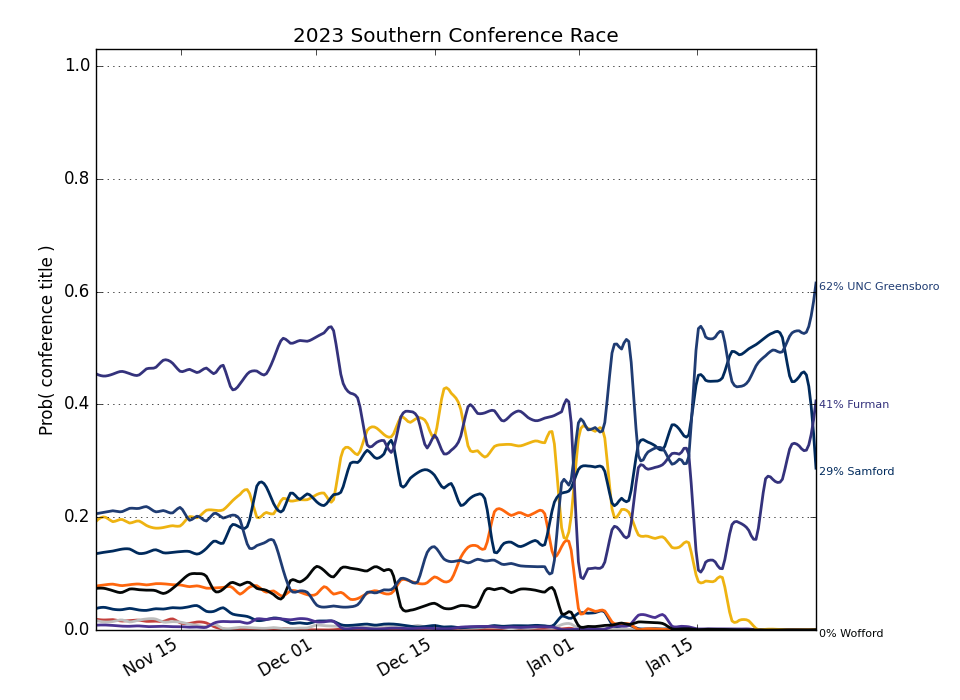 2023 Southern Conference Race
Prob( conference title )
1.0
0.8
0.6
0.4
0.2
0.0
Nov 15
Dec 01
Dec 15
Jan 01
Jan 15
62% UNC Greensboro
41% Furman
29% Samford
0% Wofford